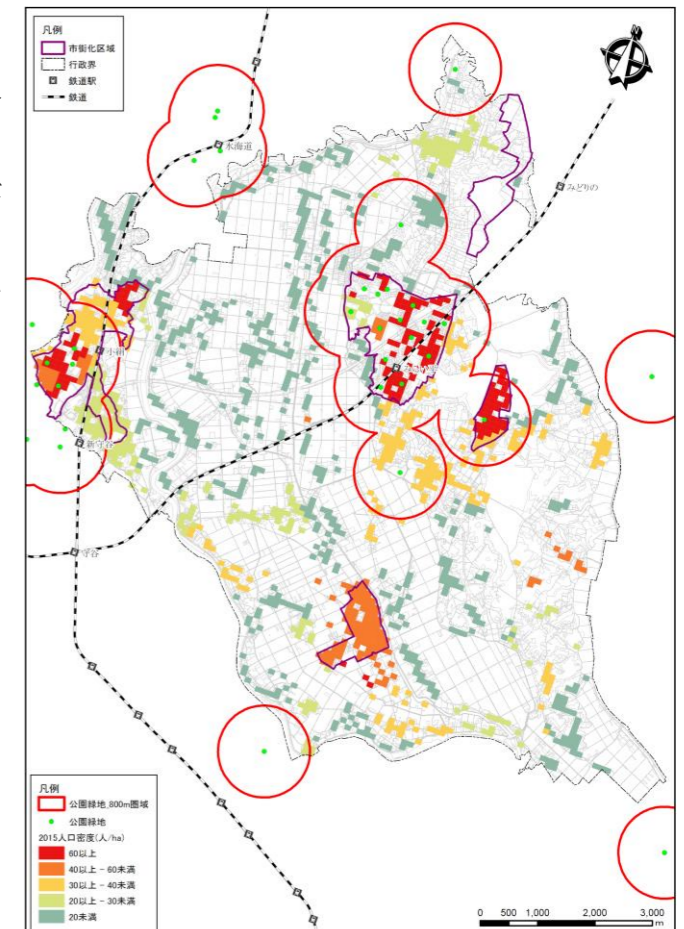 凡例
市街化区域
行政界
鉄道駅
鉄道
水海道
みどりの
小絹
新守谷
守谷
凡例
公園緑地_800m圏域
公園緑地
2015人口密度(人/ha)
60以上
40以上 - 60未満
30以上 - 40未満
20以上 - 30未満
20未満
0 500 1,000 2,000 3,000
m